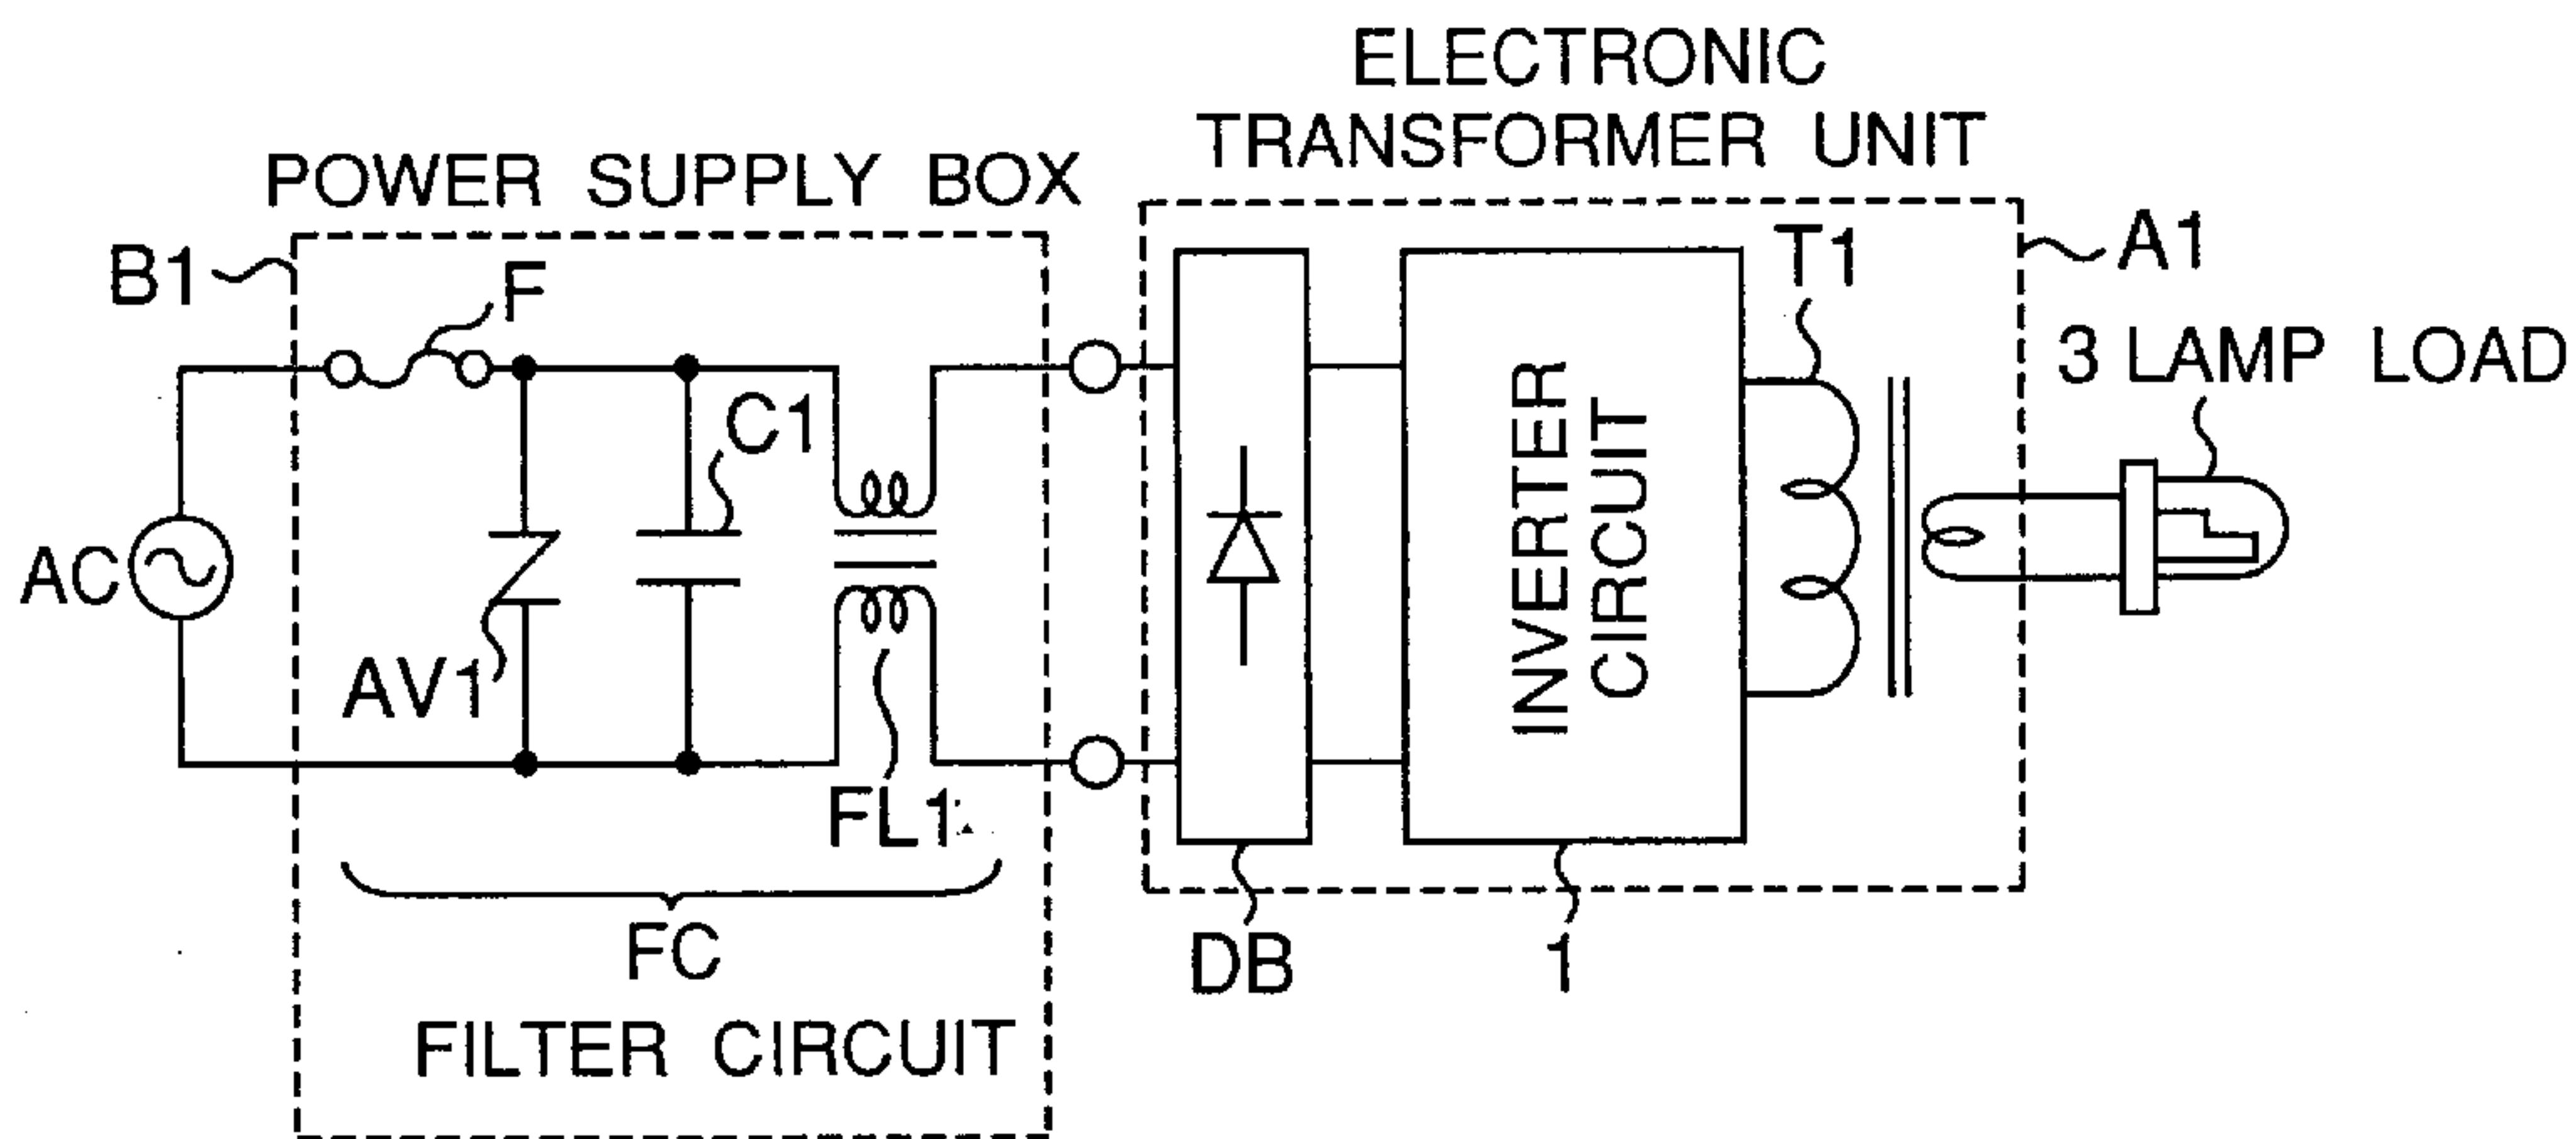 ELECTRONIC
TRANSFORMER UNIT
POWER SUPPLY BOX
B1
F
T1
A1
3 LAMP LOAD
C1
AC
INVERTER
CIRCUIT
AV1
FL1
FC
DB
1
FILTER CIRCUIT